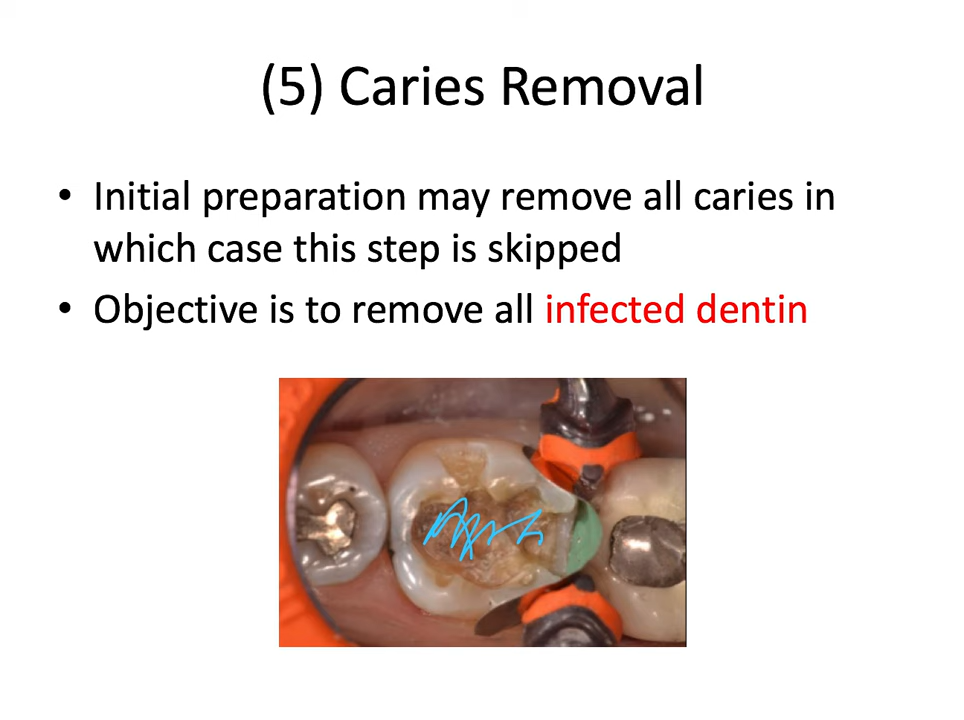 (5) Caries Removal
• Initial preparation may remove all caries in
which case this step is skipped
• Objective is to remove all infected dentin